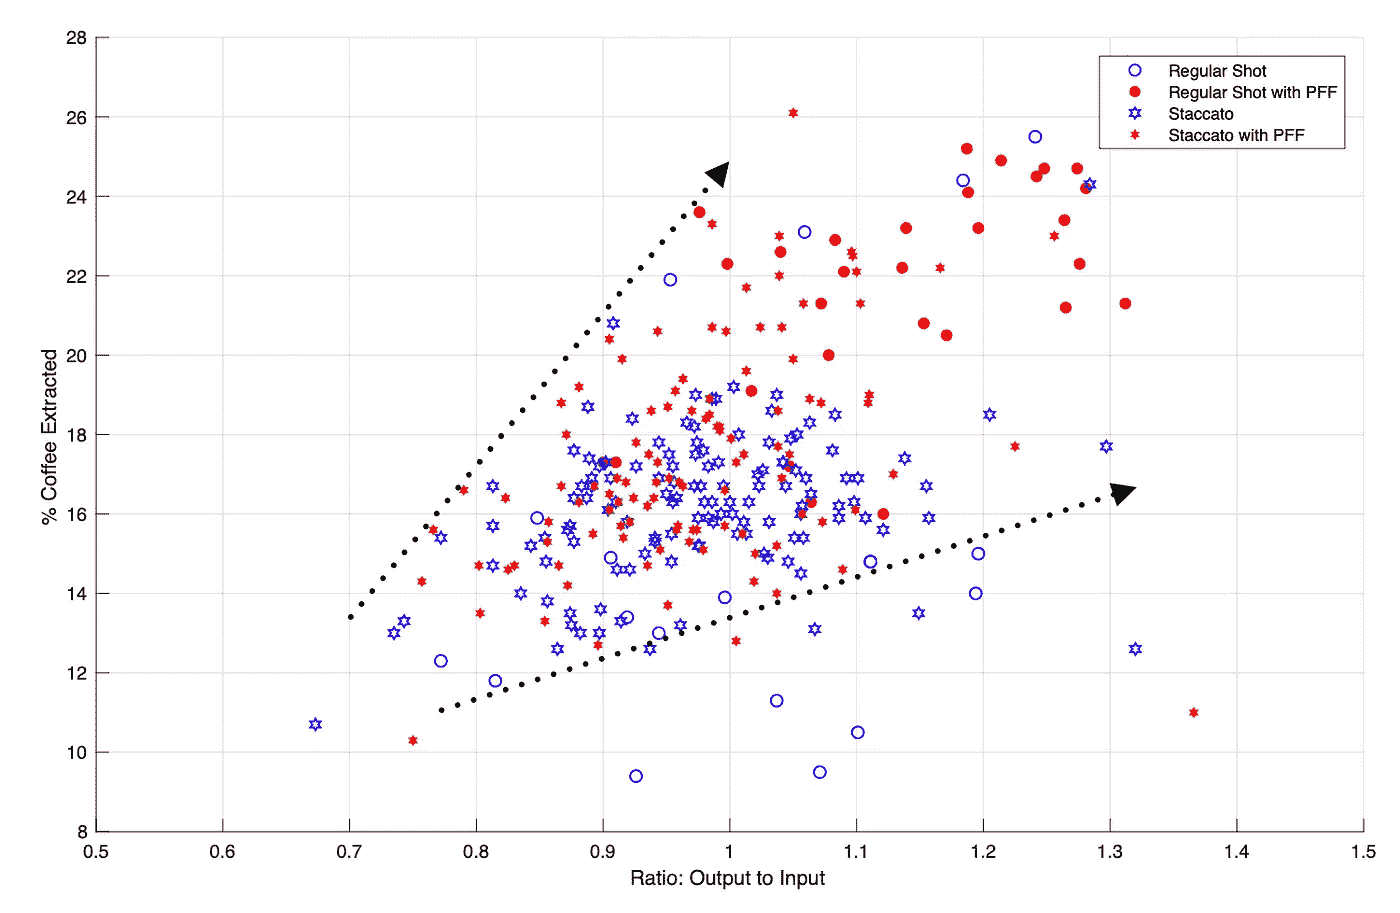 28
26
24
22
20
18
16
14
12
10
8
% Coffee Extracted
0.5 0.6 0.7 0.8 0.9 1 1.1 1.2 1.3 1.4 1.5
Ratio: Output to Input
Regular Shot
Regular Shot with PFF
Staccato
Staccato with PFF